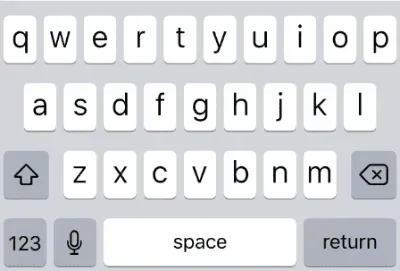 q w e r t y u i o p
a s d f g h j k l
z x c v b n m
123 space return